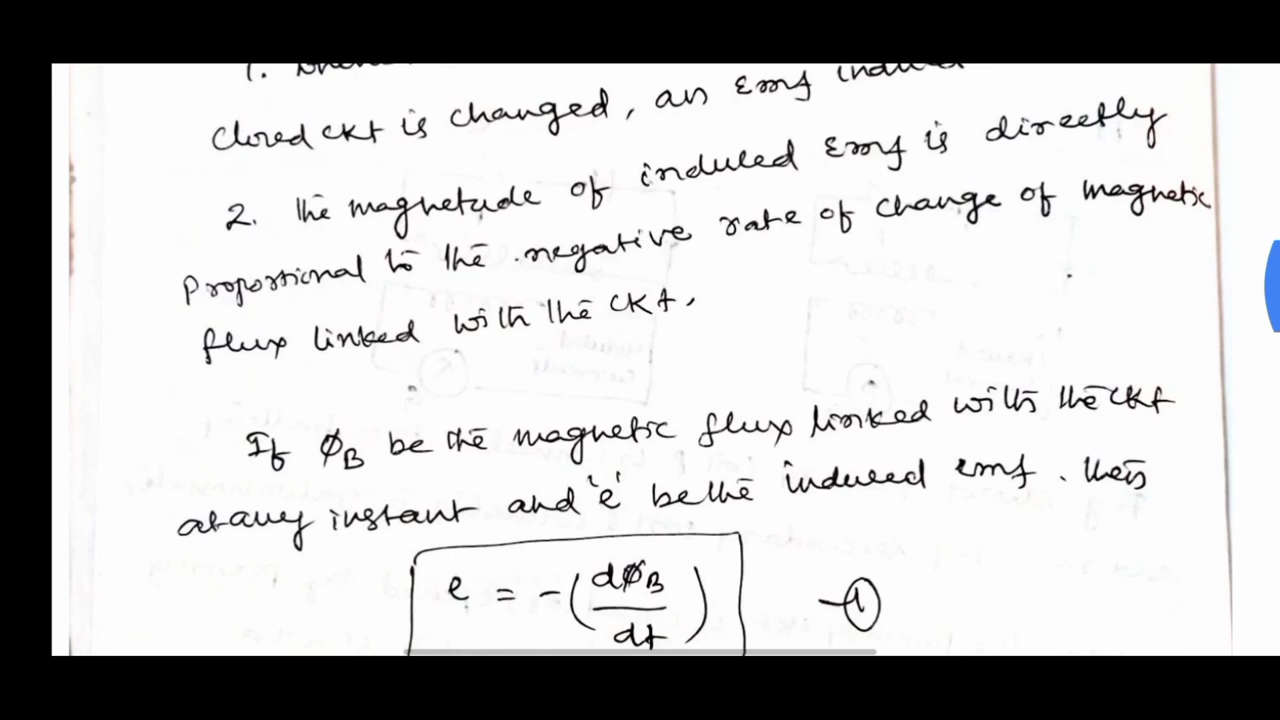 1.
closed ckt is changed, an Emf induced
2. The magnetude of induced Emf is directly
proportional to the negative rate of change of magnetic
flux linked with the ckt.
If φB be the magnetic flux linked with the ckt
at any instant and 'e' be the induced emf. then
e = -(dφB/dt) -(1)